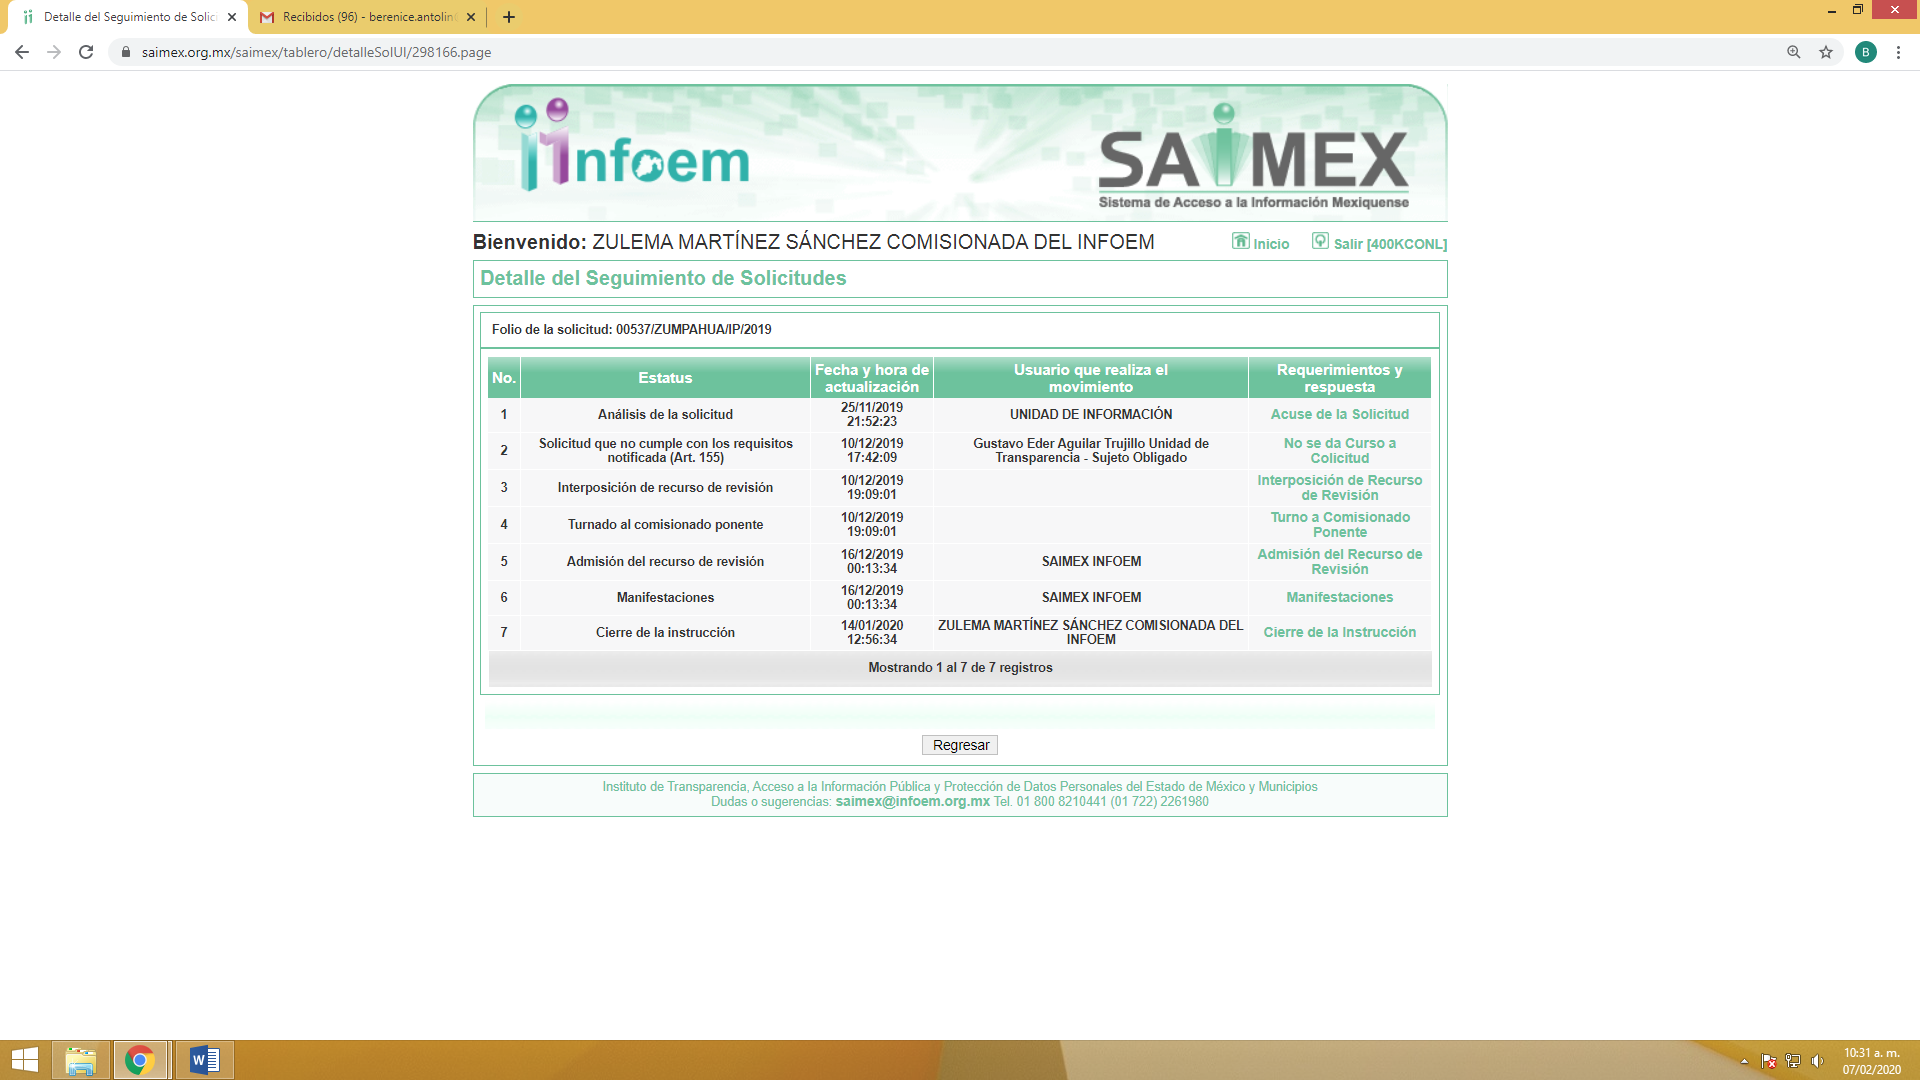 Detalle del Seguimiento de Solici
Recibidos (96) - berenice.antolin
saimex.org.mx/saimex/tablero/detalleSolUI/298166.page
B
infoem
SAIMEX
Sistema de Acceso a la Información Mexiquense
Bienvenido: ZULEMA MARTÍNEZ SÁNCHEZ COMISIONADA DEL INFOEM
Inicio
Salir [400KCONL]
Detalle del Seguimiento de Solicitudes
Folio de la solicitud: 00537/ZUMPAHUA/IP/2019
No.
Estatus
Fecha y hora de
actualización
Usuario que realiza el
movimiento
Requerimientos y
respuesta
1
Análisis de la solicitud
25/11/2019
21:52:23
UNIDAD DE INFORMACIÓN
Acuse de la Solicitud
2
Solicitud que no cumple con los requisitos
notificada (Art. 155)
10/12/2019
17:42:09
Gustavo Eder Aguilar Trujillo Unidad de
Transparencia - Sujeto Obligado
No se da Curso a
Colicitud
3
Interposición de recurso de revisión
10/12/2019
19:09:01
Interposición de Recurso
de Revisión
4
Turnado al comisionado ponente
10/12/2019
19:09:01
Turno a Comisionado
Ponente
5
Admisión del recurso de revisión
16/12/2019
00:13:34
SAIMEX INFOEM
Admisión del Recurso de
Revisión
6
Manifestaciones
16/12/2019
00:13:34
SAIMEX INFOEM
Manifestaciones
7
Cierre de la instrucción
14/01/2020
12:56:34
ZULEMA MARTÍNEZ SÁNCHEZ COMISIONADA DEL
INFOEM
Cierre de la Instrucción
Mostrando 1 al 7 de 7 registros
Regresar
Instituto de Transparencia, Acceso a la Información Pública y Protección de Datos Personales del Estado de México y Municipios
Dudas o sugerencias: saimex@infoem.org.mx Tel. 01 800 8210441 (01 722) 2261980
10:31 a. m.
07/02/2020